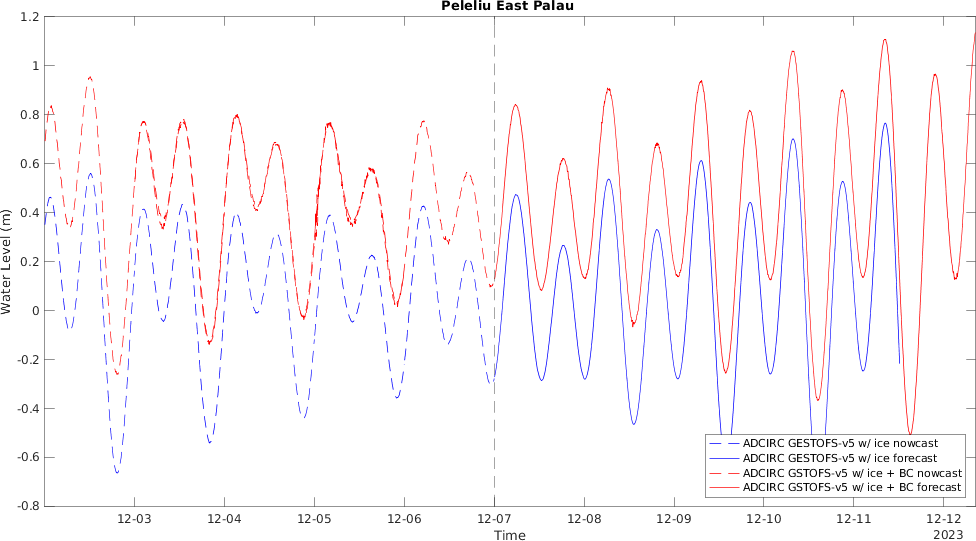 Peleliu East Palau
1.2
1
0.8
0.6
0.4
0.2
0
-0.2
-0.4
-0.6
-0.8
Water Level (m)
ADCIRC GESTOFS-v5 w/ ice nowcast
ADCIRC GESTOFS-v5 w/ ice forecast
ADCIRC GSTOFS-v5 w/ ice + BC nowcast
ADCIRC GSTOFS-v5 w/ ice + BC forecast
12-03 12-04 12-05 12-06 12-07 12-08 12-09 12-10 12-11 12-12
Time 2023